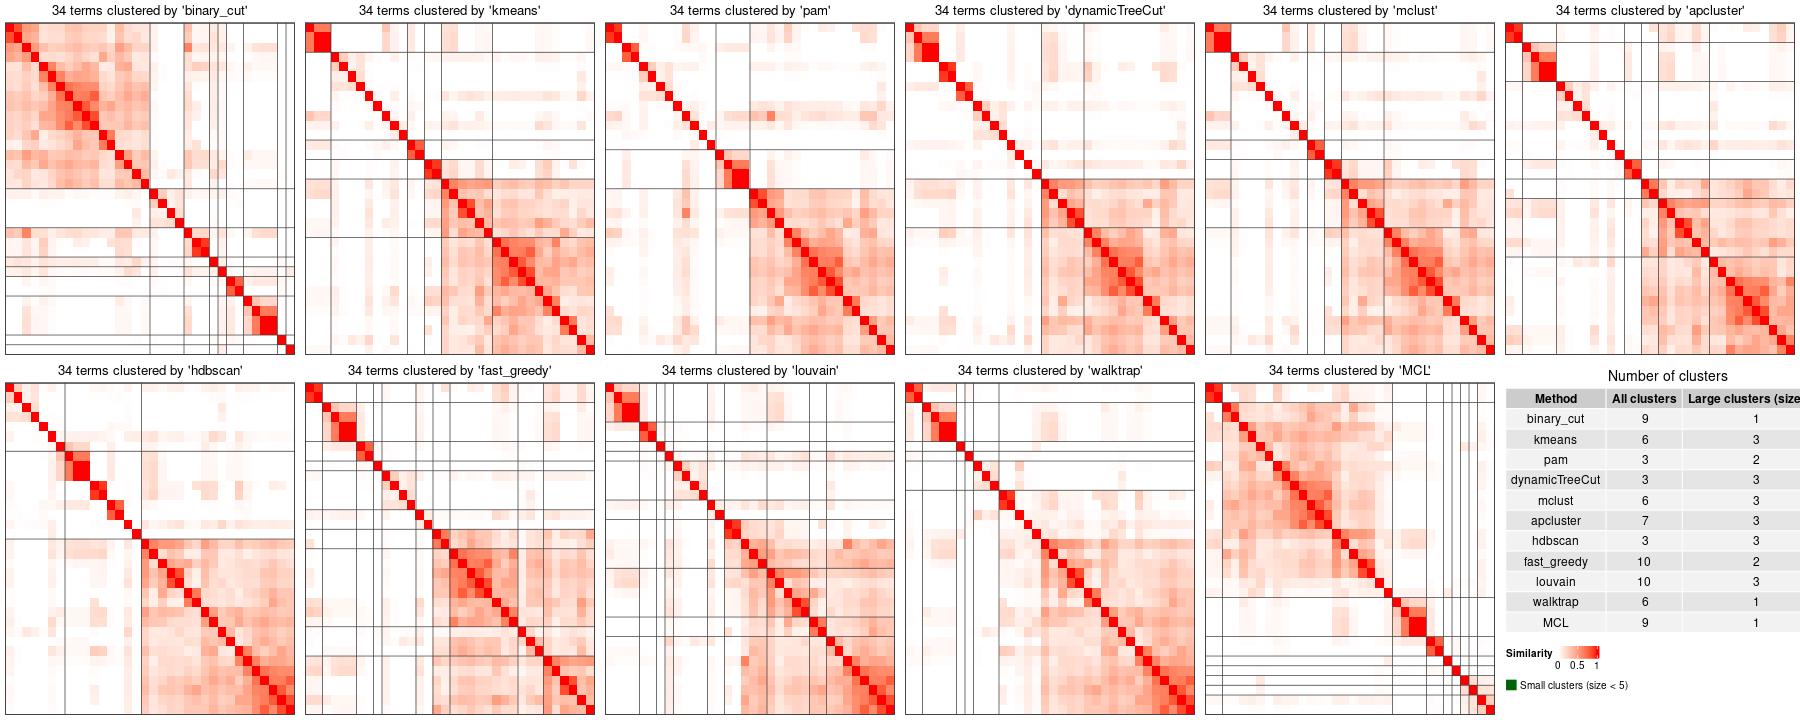 34 terms clustered by 'binary_cut'
34 terms clustered by 'kmeans'
34 terms clustered by 'pam'
34 terms clustered by 'dynamicTreeCut'
34 terms clustered by 'mclust'
34 terms clustered by 'apcluster'
34 terms clustered by 'hdbscan'
34 terms clustered by 'fast_greedy'
34 terms clustered by 'louvain'
34 terms clustered by 'walktrap'
34 terms clustered by 'MCL'
Number of clusters
Method All clusters Large clusters (size
binary_cut 9 1
kmeans 6 3
pam 3 2
dynamicTreeCut 3 3
mclust 6 3
apcluster 7 3
hdbscan 3 3
fast_greedy 10 2
louvain 10 3
walktrap 6 1
MCL 9 1
Similarity
0 0.5 1
Small clusters (size < 5)